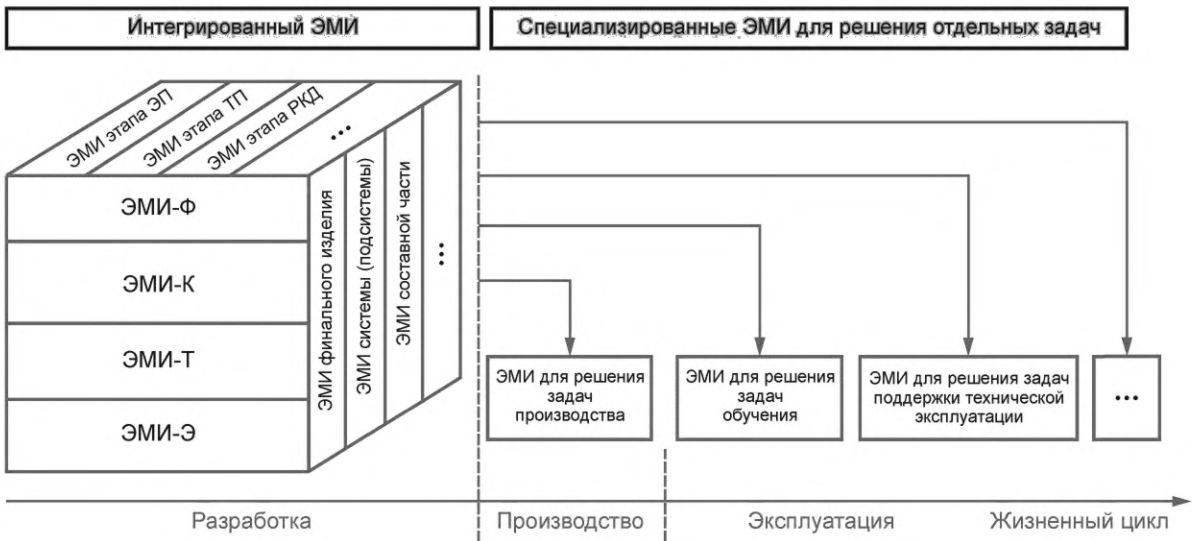 Интегрированный ЭМИ
Специализированные ЭМИ для решения отдельных задач
ЭМИ этапа ЭП
ЭМИ этапа ТП
ЭМИ этапа РКД
...
ЭМИ-Ф
ЭМИ-К
ЭМИ-Т
ЭМИ-Э
ЭМИ финального изделия
ЭМИ системы (подсистемы)
ЭМИ составной части
...
ЭМИ для решения
задач
производства
ЭМИ для решения
задач
обучения
ЭМИ для решения задач
поддержки технической
эксплуатации
...
Разработка
Производство
Эксплуатация
Жизненный цикл